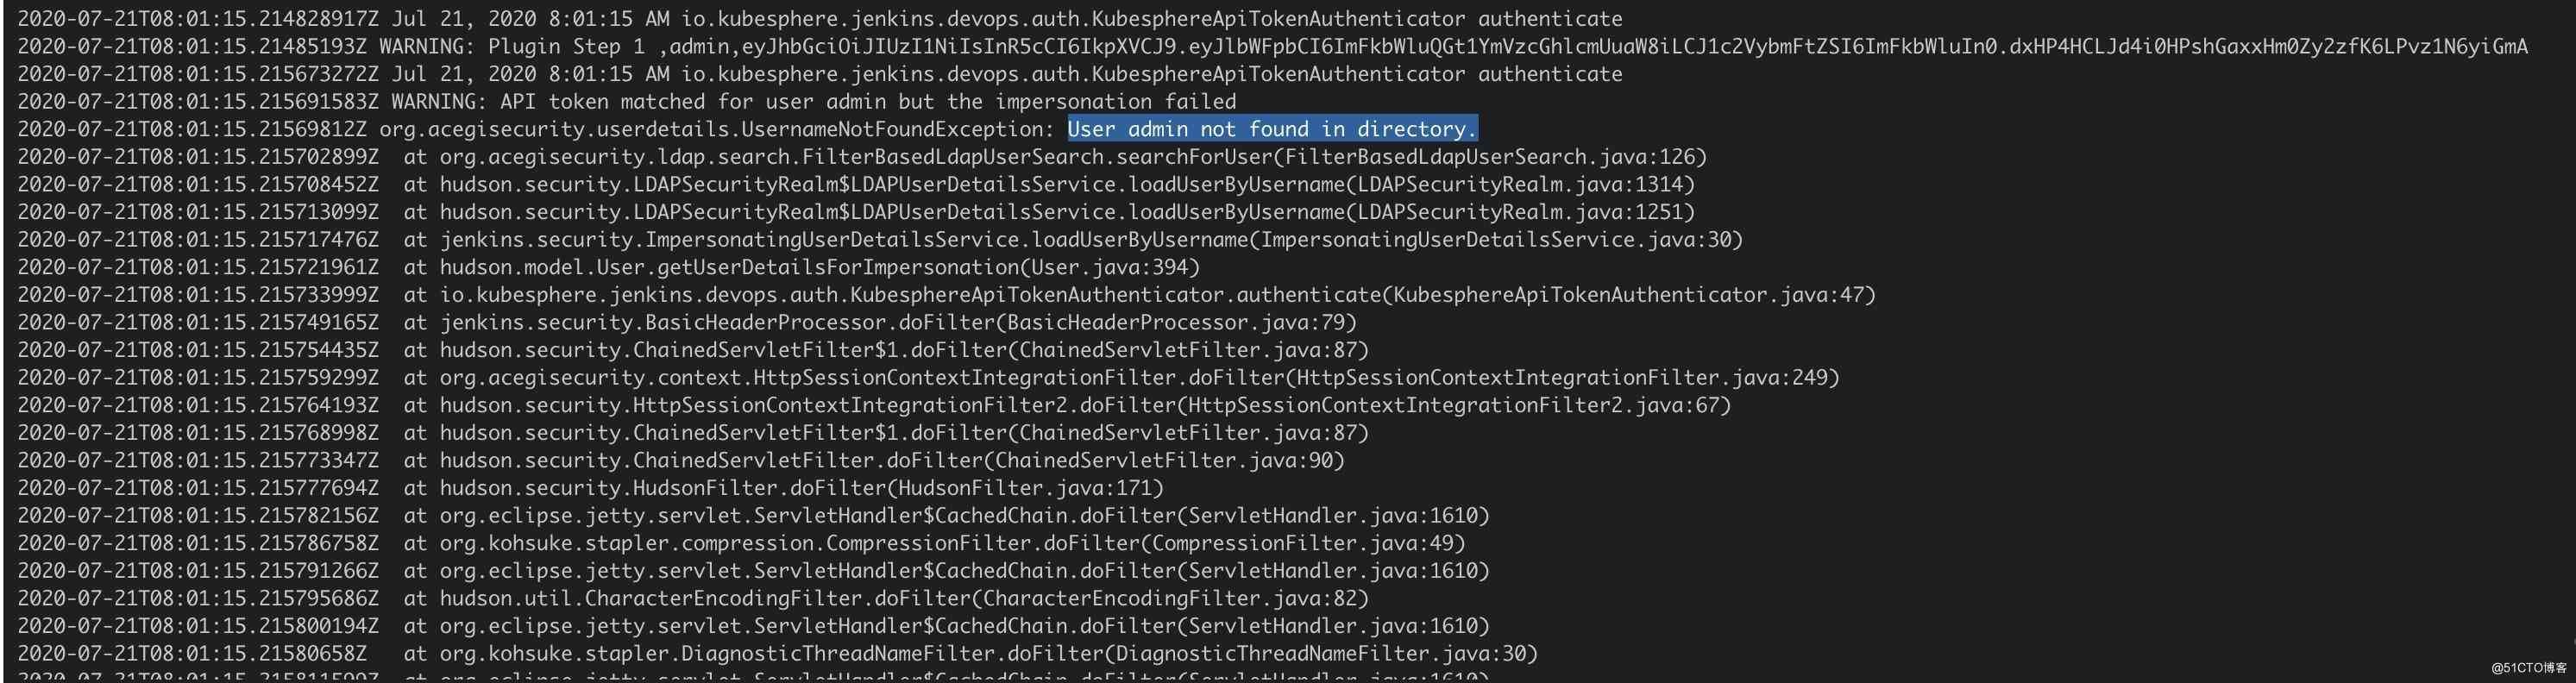 2020-07-21T08:01:15.214828917Z Jul 21, 2020 8:01:15 AM io.kubesphere.jenkins.devops.auth.KubesphereApiTokenAuthenticator authenticate
2020-07-21T08:01:15.21485193Z WARNING: Plugin Step 1 ,admin,eyJhbGciOiJIUzI1NiIsInR5cCI6IkpXVCJ9.eyJlbWFpbCI6ImFkbWluQGt1YmVzcGhlcmUuaW8iLCJ1c2VybmFtZSI6ImFkbWluIn0.dxHP4HCLJd4i0HPshGaxxHm0Zy2zfK6LPvz1N6yiGmA
2020-07-21T08:01:15.215673272Z Jul 21, 2020 8:01:15 AM io.kubesphere.jenkins.devops.auth.KubesphereApiTokenAuthenticator authenticate
2020-07-21T08:01:15.215691583Z WARNING: API token matched for user admin but the impersonation failed
2020-07-21T08:01:15.21569812Z org.acegisecurity.userdetails.UsernameNotFoundException: User admin not found in directory.
2020-07-21T08:01:15.215702899Z  at org.acegisecurity.ldap.search.FilterBasedLdapUserSearch.searchForUser(FilterBasedLdapUserSearch.java:126)
2020-07-21T08:01:15.215708452Z  at hudson.security.LDAPSecurityRealm$LDAPUserDetailsService.loadUserByUsername(LDAPSecurityRealm.java:1314)
2020-07-21T08:01:15.215713099Z  at hudson.security.LDAPSecurityRealm$LDAPUserDetailsService.loadUserByUsername(LDAPSecurityRealm.java:1251)
2020-07-21T08:01:15.215717476Z  at jenkins.security.ImpersonatingUserDetailsService.loadUserByUsername(ImpersonatingUserDetailsService.java:30)
2020-07-21T08:01:15.215721961Z  at hudson.model.User.getUserDetailsForImpersonation(User.java:394)
2020-07-21T08:01:15.215733999Z  at io.kubesphere.jenkins.devops.auth.KubesphereApiTokenAuthenticator.authenticate(KubesphereApiTokenAuthenticator.java:47)
2020-07-21T08:01:15.215749165Z  at jenkins.security.BasicHeaderProcessor.doFilter(BasicHeaderProcessor.java:79)
2020-07-21T08:01:15.215754435Z  at hudson.security.ChainedServletFilter$1.doFilter(ChainedServletFilter.java:87)
2020-07-21T08:01:15.215759299Z  at org.acegisecurity.context.HttpSessionContextIntegrationFilter.doFilter(HttpSessionContextIntegrationFilter.java:249)
2020-07-21T08:01:15.215764193Z  at hudson.security.HttpSessionContextIntegrationFilter2.doFilter(HttpSessionContextIntegrationFilter2.java:67)
2020-07-21T08:01:15.215768998Z  at hudson.security.ChainedServletFilter$1.doFilter(ChainedServletFilter.java:87)
2020-07-21T08:01:15.215773347Z  at hudson.security.ChainedServletFilter.doFilter(ChainedServletFilter.java:90)
2020-07-21T08:01:15.215777694Z  at hudson.security.HudsonFilter.doFilter(HudsonFilter.java:171)
2020-07-21T08:01:15.215782156Z  at org.eclipse.jetty.servlet.ServletHandler$CachedChain.doFilter(ServletHandler.java:1610)
2020-07-21T08:01:15.215786758Z  at org.kohsuke.stapler.compression.CompressionFilter.doFilter(CompressionFilter.java:49)
2020-07-21T08:01:15.215791266Z  at org.eclipse.jetty.servlet.ServletHandler$CachedChain.doFilter(ServletHandler.java:1610)
2020-07-21T08:01:15.215795686Z  at hudson.util.CharacterEncodingFilter.doFilter(CharacterEncodingFilter.java:82)
2020-07-21T08:01:15.215800194Z  at org.eclipse.jetty.servlet.ServletHandler$CachedChain.doFilter(ServletHandler.java:1610)
2020-07-21T08:01:15.21580658Z   at org.kohsuke.stapler.DiagnosticThreadNameFilter.doFilter(DiagnosticThreadNameFilter.java:30)
@51CTO博客